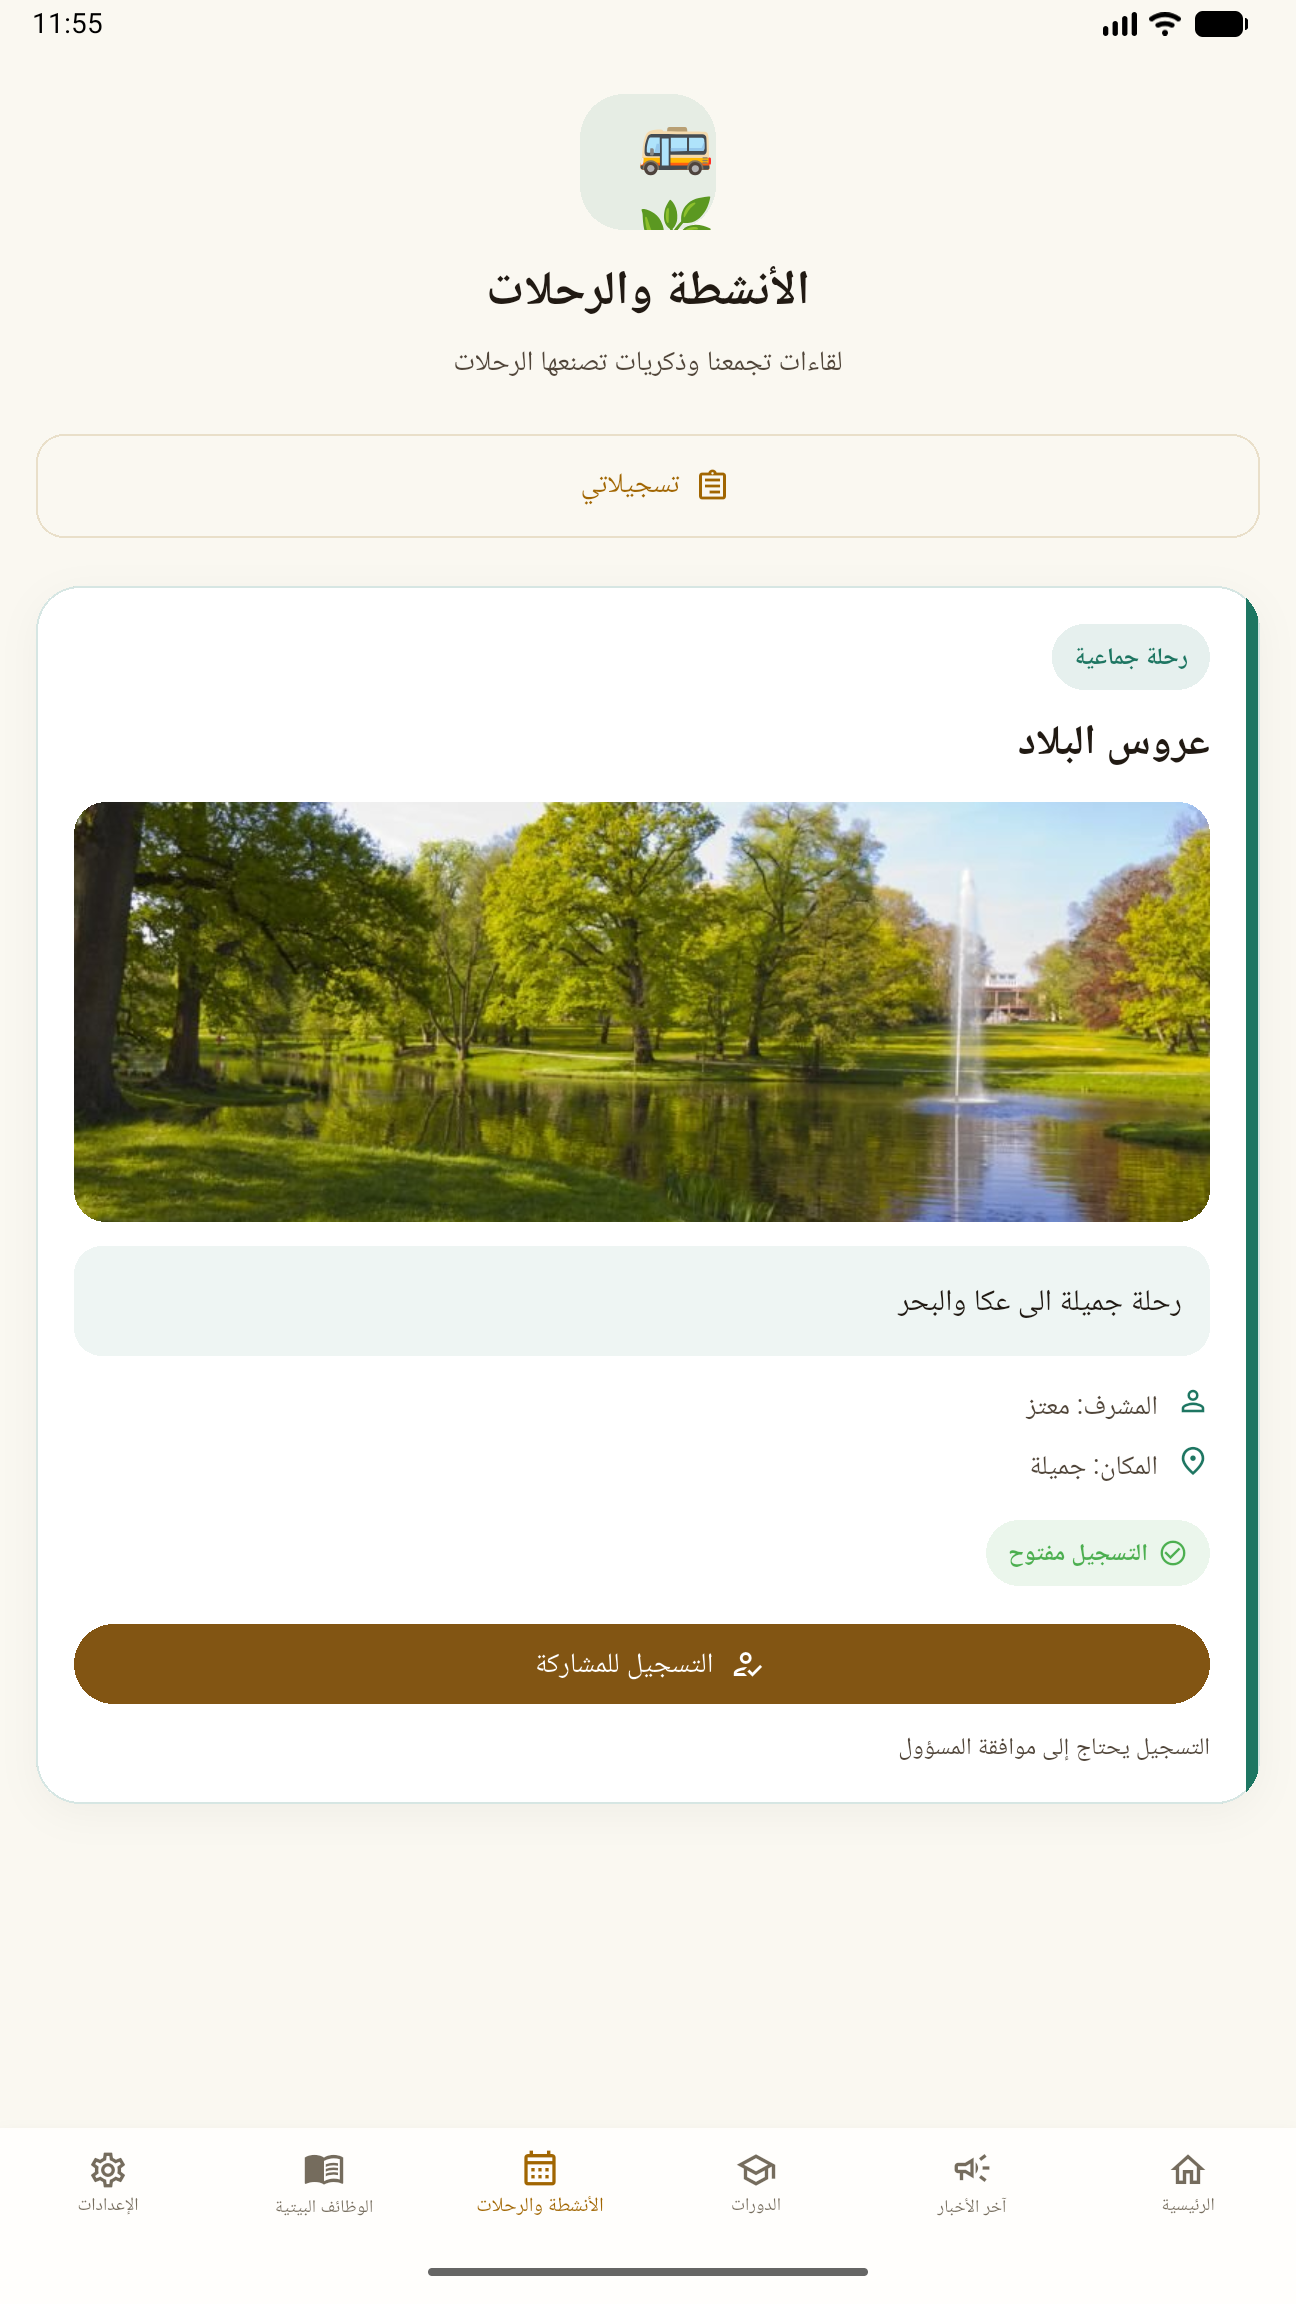 11:55
الأنشطة والرحلات
لقاءات تجمعنا وذكريات تصنعها الرحلات
تسجيلاتي
رحلة جماعية
عروس البلاد
رحلة جميلة الى عكا والبحر
المشرف: معتز
المكان: جميلة
التسجيل مفتوح
التسجيل للمشاركة
التسجيل يحتاج إلى موافقة المسؤول
الرئيسية
آخر الأخبار
الدورات
الأنشطة والرحلات
الوظائف البيتية
الإعدادات